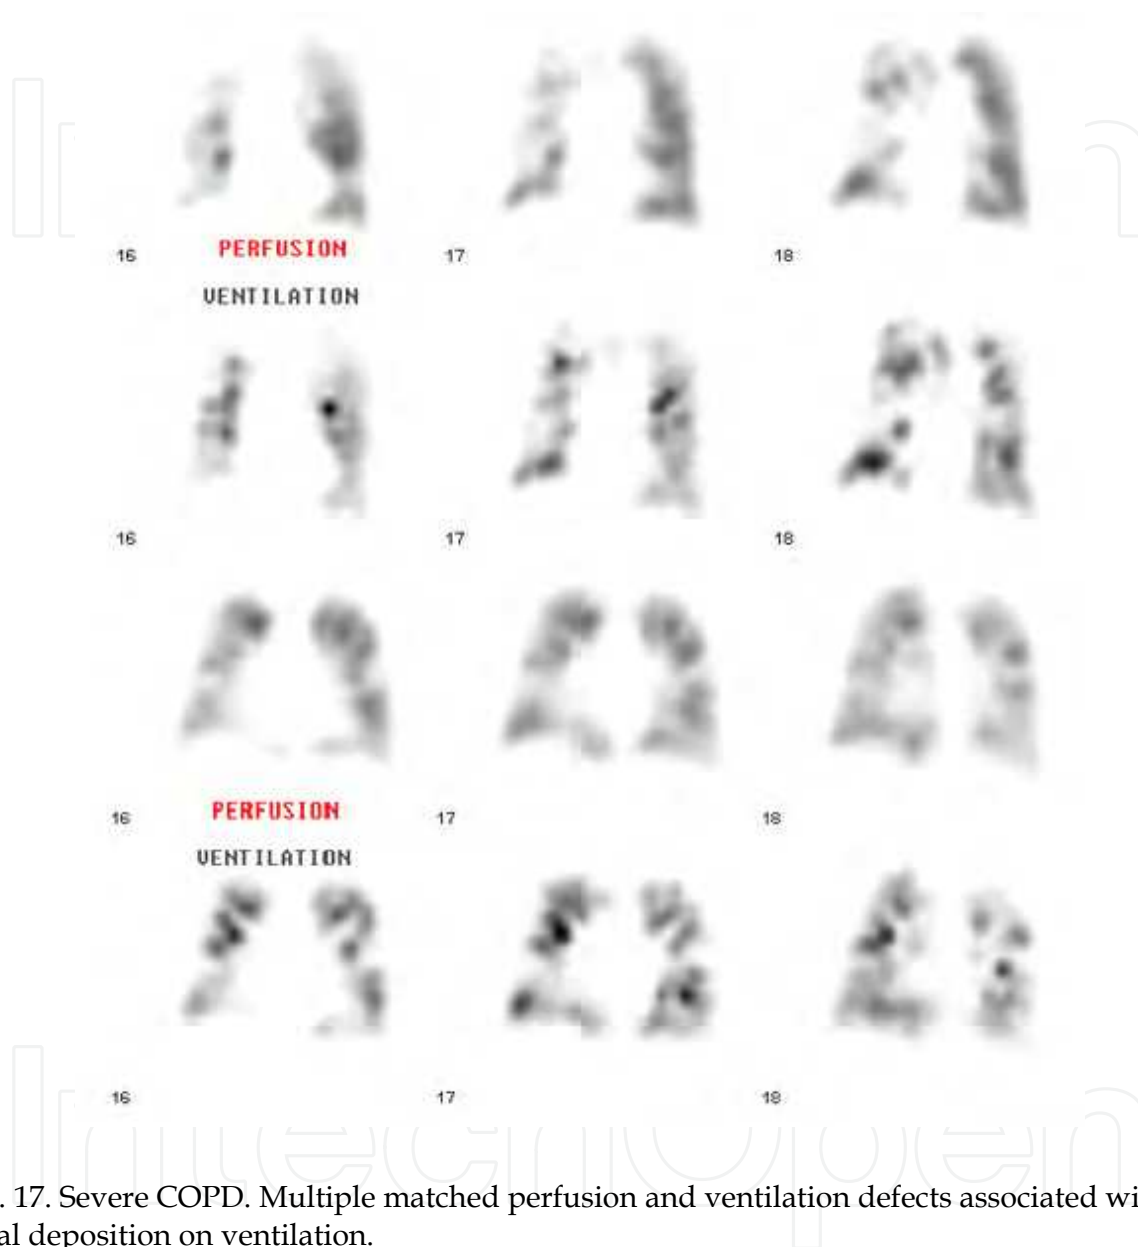 16 PERFUSION 17 18
VENTILATION
16 17 18
16 PERFUSION 17 18
VENTILATION
16 17 18
. 17. Severe COPD. Multiple matched perfusion and ventilation defects associated wi
al deposition on ventilation.
IntechOpen